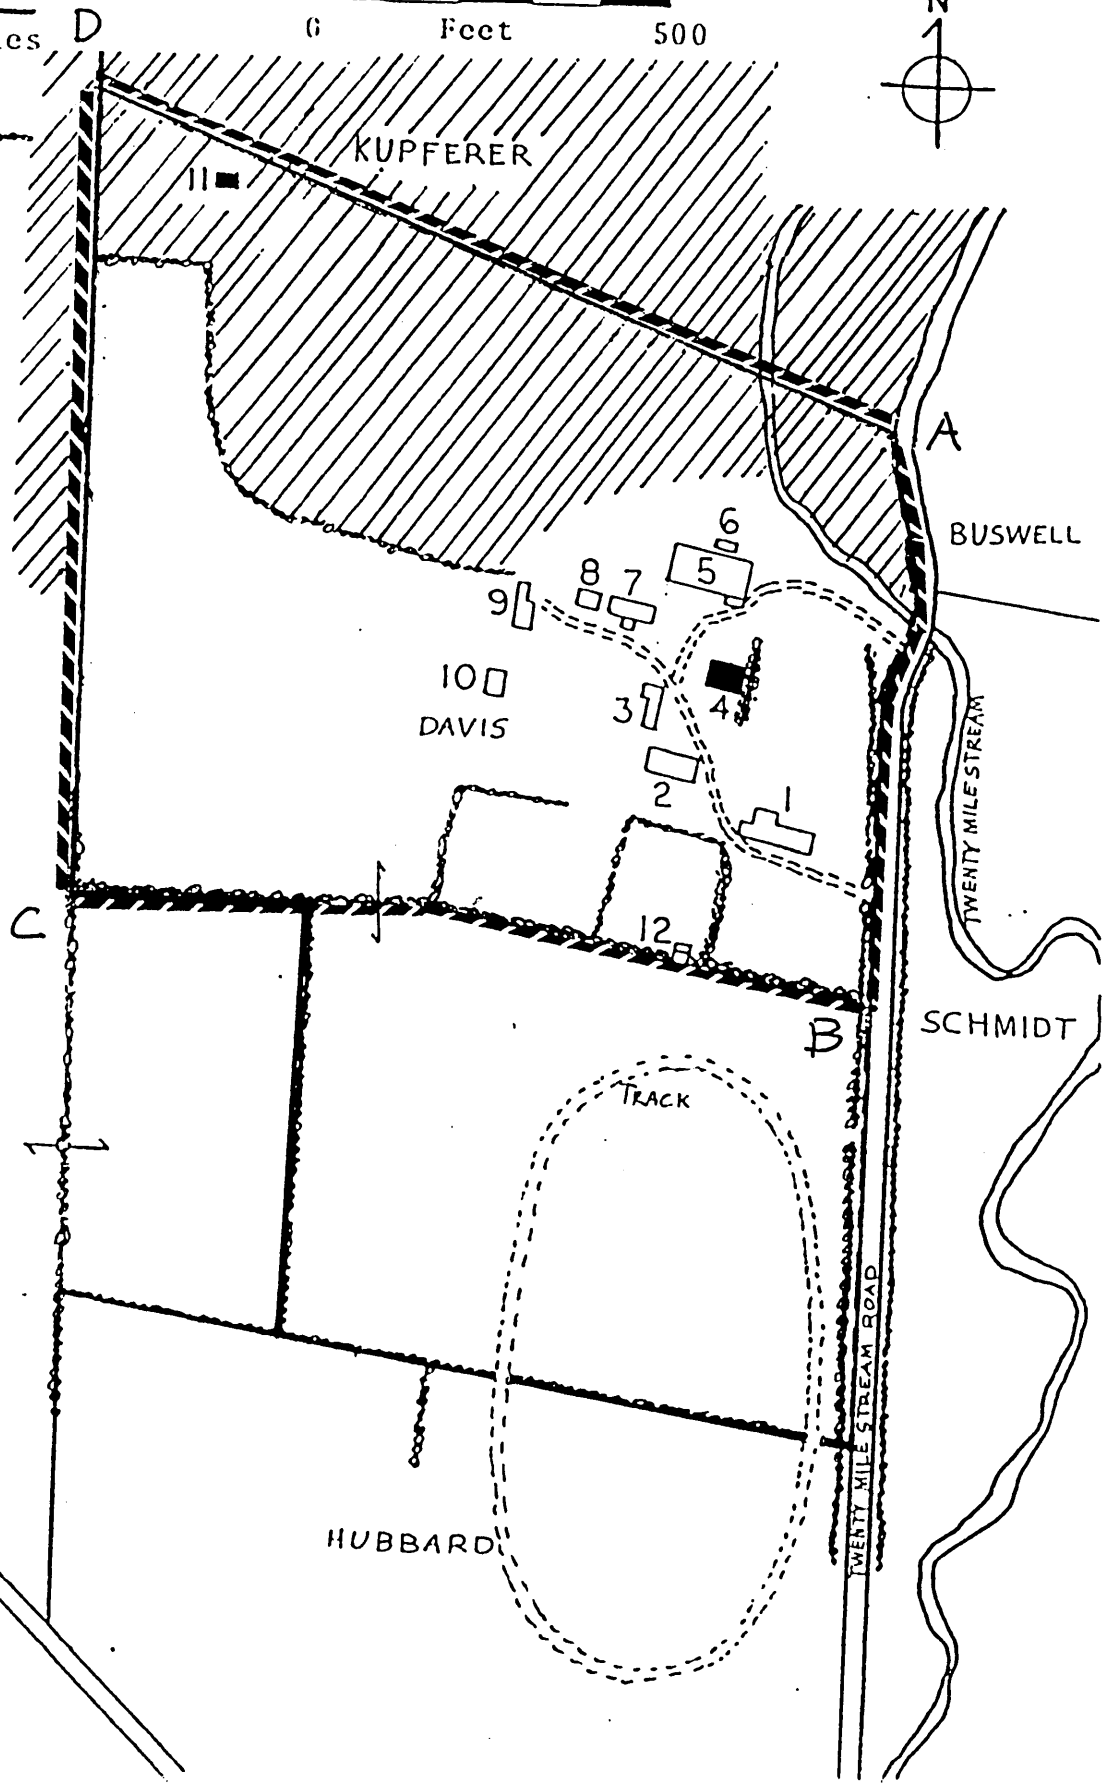 D
0 Feet 500
N
KUPFERER
11
A
BUSWELL
6
5
8
7
9
10
3
4
DAVIS
2
1
TWENTY MILE STREAM
C
12
B
SCHMIDT
TRACK
TWENTY MILE STREAM ROAD
HUBBARD